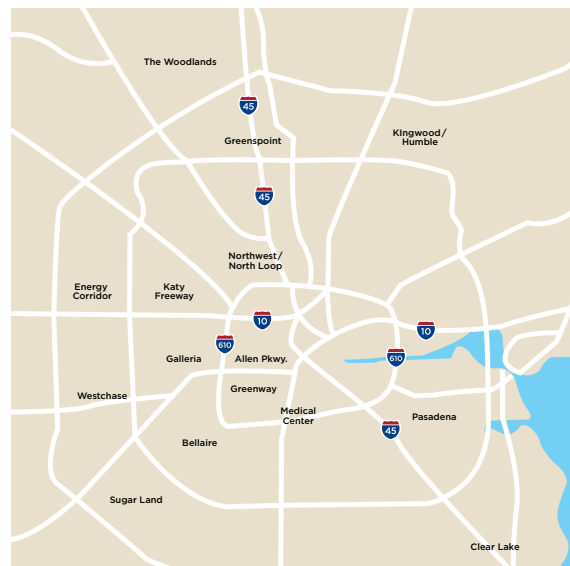 The Woodlands
45
Greenspoint
KIngwood/
Humble
45
Northwest/
North Loop
Energy
Corridor
Katy
Freeway
10
10
610
Galleria
Allen Pkwy.
610
Westchase
Greenway
Medical
Center
Pasadena
45
Bellaire
Sugar Land
Clear Lake